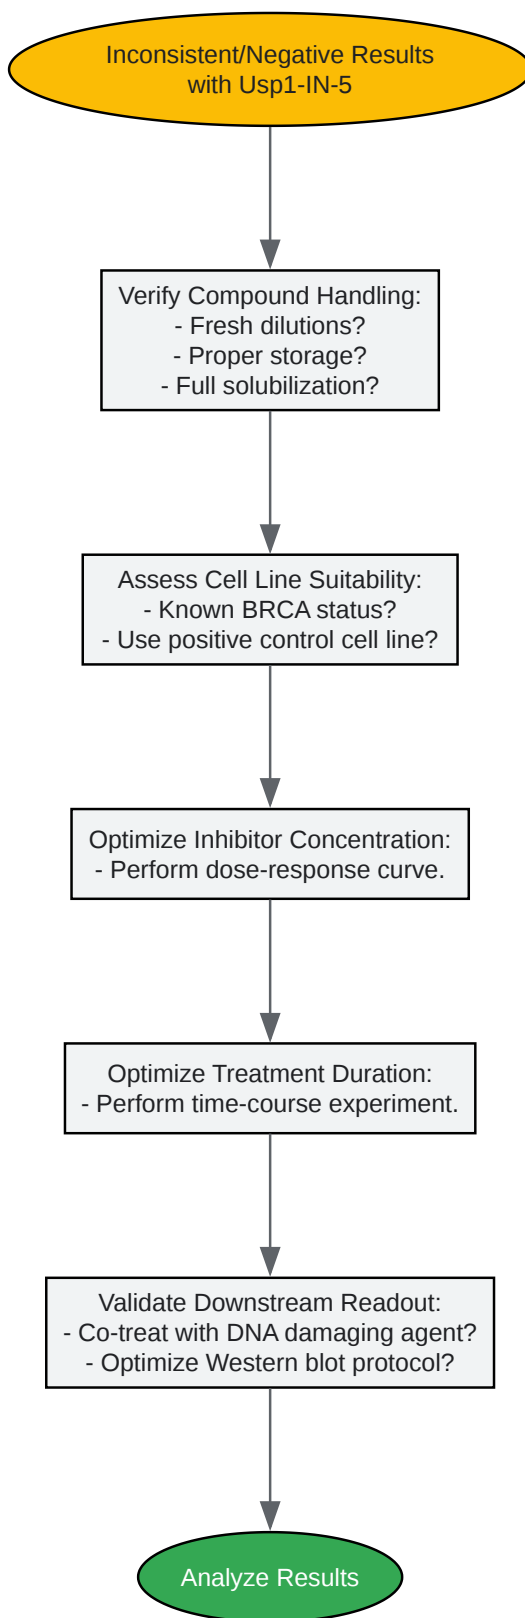 Inconsistent/Negative Results
with Usp1-IN-5
Verify Compound Handling:
- Fresh dilutions?
- Proper storage?
- Full solubilization?
Assess Cell Line Suitability:
- Known BRCA status?
- Use positive control cell line?
Optimize Inhibitor Concentration:
- Perform dose-response curve.
Optimize Treatment Duration:
- Perform time-course experiment.
Validate Downstream Readout:
- Co-treat with DNA damaging agent?
- Optimize Western blot protocol?
Analyze Results